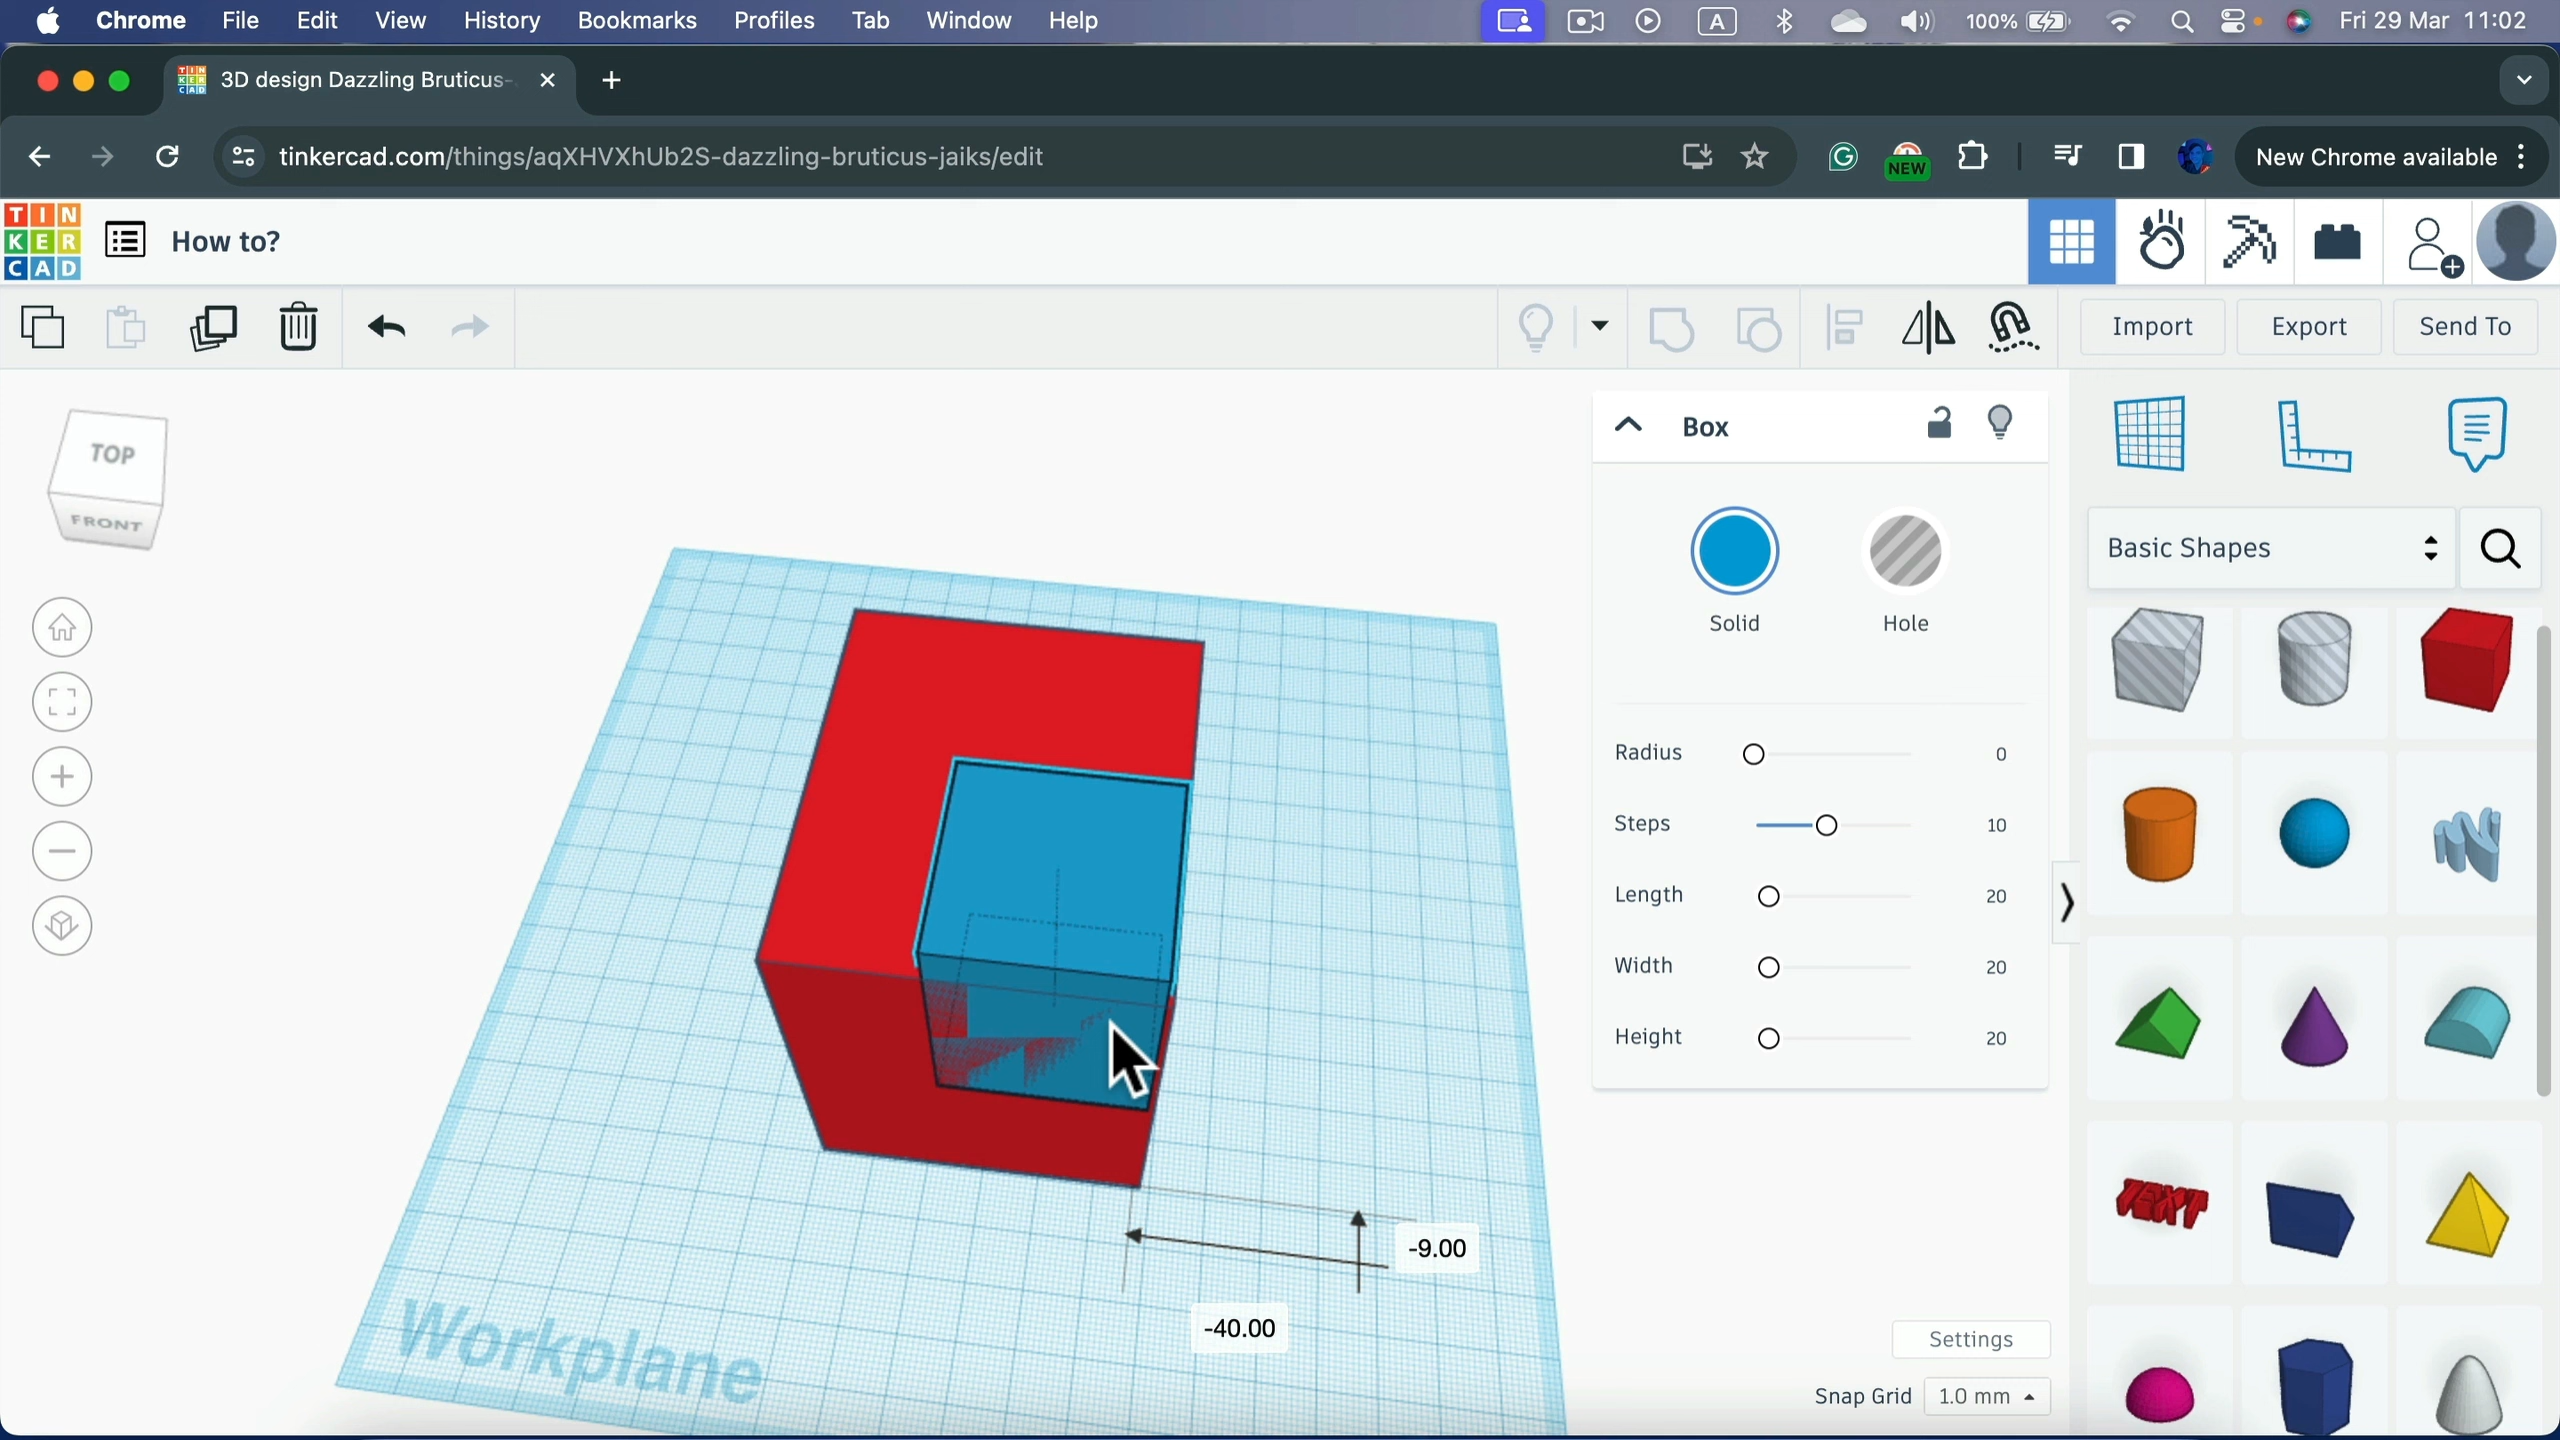 Chrome File Edit View History Bookmarks Profiles Tab Window Help
A 100% Fri 29 Mar 11:02
3D design Dazzling Bruticus-
tinkercad.com/things/aqXHVXhUb2S-dazzling-bruticus-jaiks/edit
NEW
New Chrome available
TIN
KER
CAD
How to?
Import Export Send To
TOP
FRONT
Box
Solid Hole
Radius 0
Steps 10
Length 20
Width 20
Height 20
Basic Shapes
TEXT
-9.00
-40.00
Workplane
Settings
Snap Grid 1.0 mm